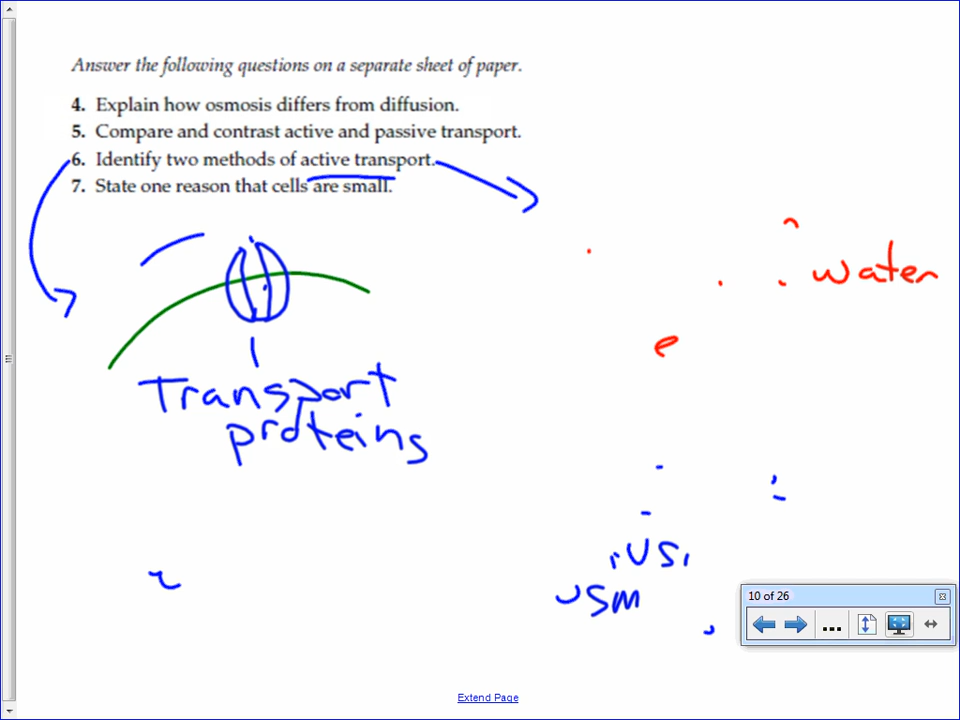 Answer the following questions on a separate sheet of paper.
4. Explain how osmosis differs from diffusion.
5. Compare and contrast active and passive transport.
6. Identify two methods of active transport.
7. State one reason that cells are small.
water
Transport
proteins
10 of 26
...
Extend Page